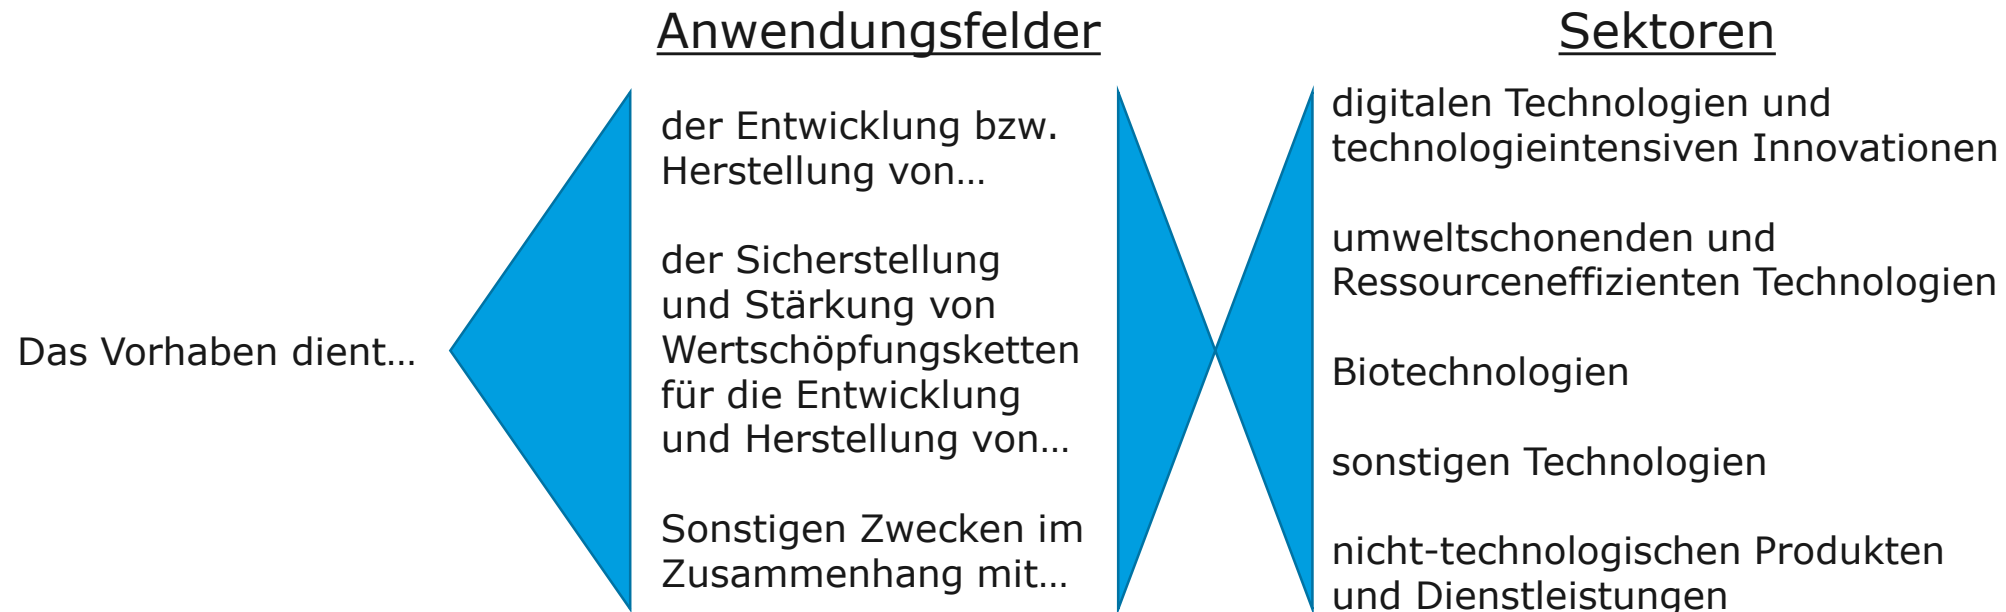 Anwendungsfelder
Sektoren
Das Vorhaben dient…
der Entwicklung bzw.
Herstellung von…
der Sicherstellung
und Stärkung von
Wertschöpfungsketten
für die Entwicklung
und Herstellung von…
Sonstigen Zwecken im
Zusammenhang mit…
digitalen Technologien und
technologieintensiven Innovationen
umweltschonenden und
Ressourceneffizienten Technologien
Biotechnologien
sonstigen Technologien
nicht-technologischen Produkten
und Dienstleistungen